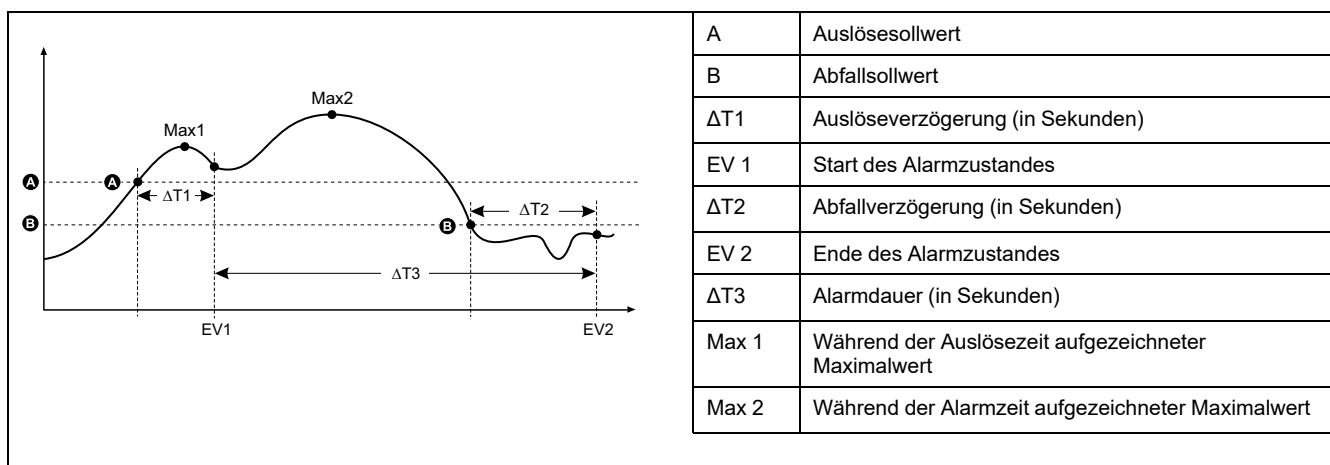 Max2
Max1
A
A
ΔT1
B
B
ΔT2
ΔT3
EV1
EV2
A Auslösesollwert
B Abfallsollwert
ΔT1 Auslöseverzögerung (in Sekunden)
EV 1 Start des Alarmzustandes
ΔT2 Abfallverzögerung (in Sekunden)
EV 2 Ende des Alarmzustandes
ΔT3 Alarmdauer (in Sekunden)
Max 1 Während der Auslösezeit aufgezeichneter
Maximalwert
Max 2 Während der Alarmzeit aufgezeichneter Maximalwert